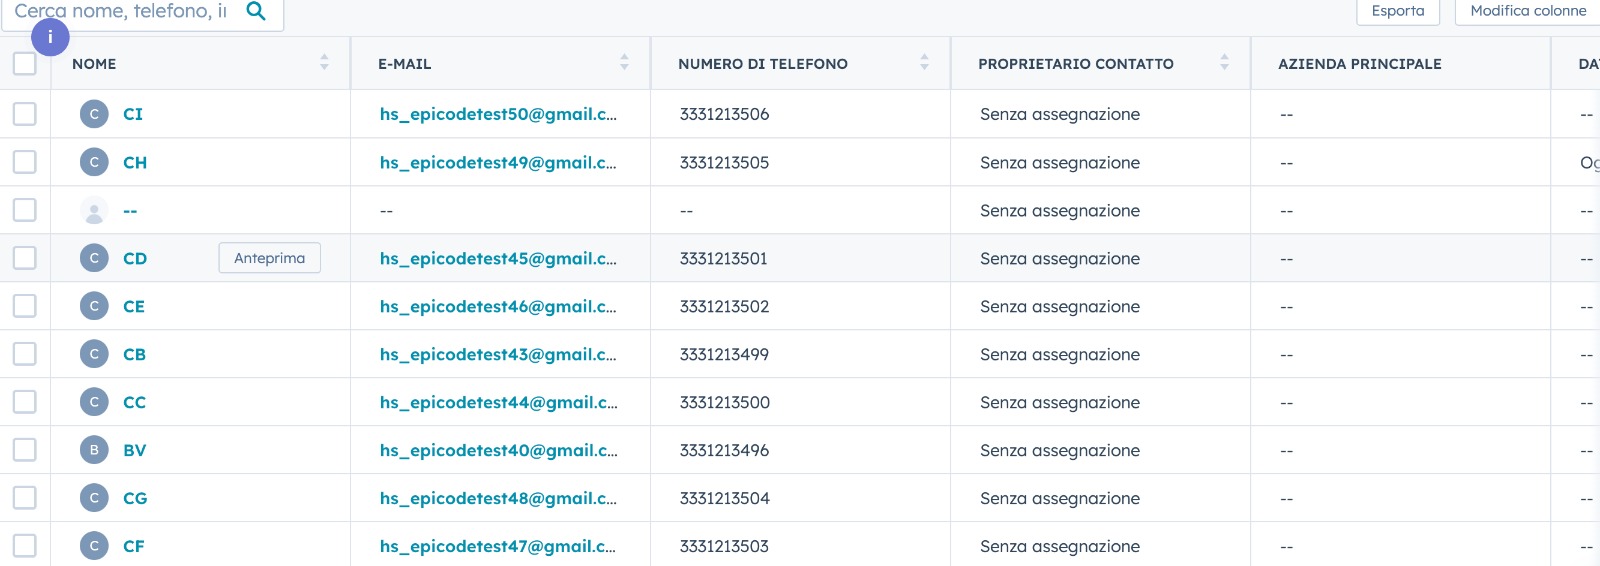 Cerca nome, telefono, in
Esporta
Modifica colonne
i
NOME E-MAIL NUMERO DI TELEFONO PROPRIETARIO CONTATTO AZIENDA PRINCIPALE DA
C CI hs_epicodetest50@gmail.c... 3331213506 Senza assegnazione -- --
C CH hs_epicodetest49@gmail.c... 3331213505 Senza assegnazione -- Og
-- -- -- Senza assegnazione -- --
C CD Anteprima hs_epicodetest45@gmail.c... 3331213501 Senza assegnazione -- --
C CE hs_epicodetest46@gmail.c... 3331213502 Senza assegnazione -- --
C CB hs_epicodetest43@gmail.c... 3331213499 Senza assegnazione -- --
C CC hs_epicodetest44@gmail.c... 3331213500 Senza assegnazione -- --
B BV hs_epicodetest40@gmail.c... 3331213496 Senza assegnazione -- --
C CG hs_epicodetest48@gmail.c... 3331213504 Senza assegnazione -- --
C CF hs_epicodetest47@gmail.c... 3331213503 Senza assegnazione -- --